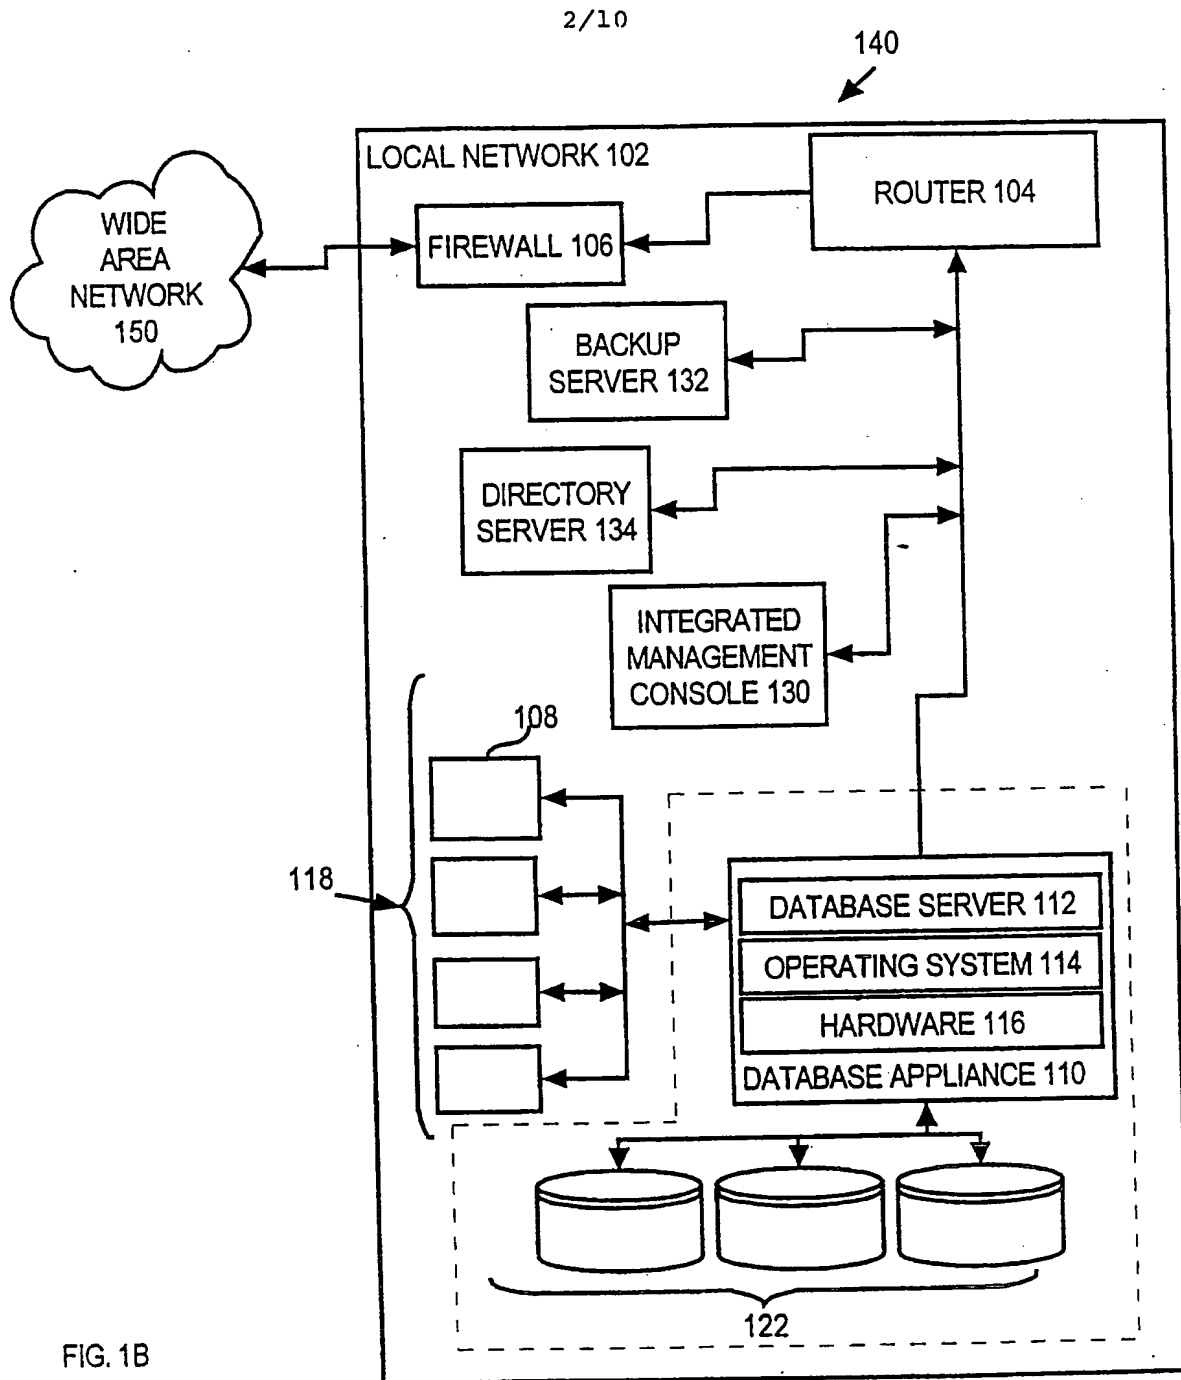 2/10
140
LOCAL NETWORK 102
ROUTER 104
WIDE
AREA
NETWORK
150
FIREWALL 106
BACKUP
SERVER 132
DIRECTORY
SERVER 134
INTEGRATED
MANAGEMENT
CONSOLE 130
108
118
DATABASE SERVER 112
OPERATING SYSTEM 114
HARDWARE 116
DATABASE APPLIANCE 110
122
FIG. 1B